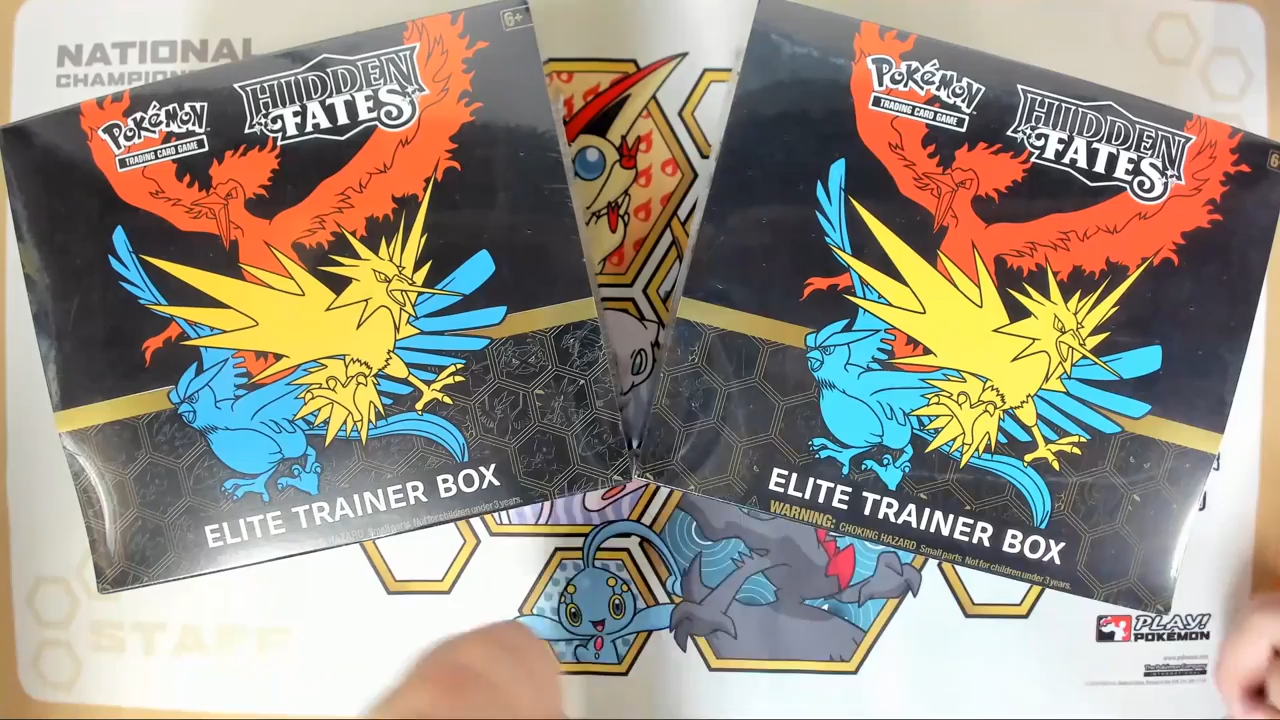 NATIONAL
6+
Pokémon
TRADING CARD GAME
HIDDEN
FATES
ELITE TRAINER BOX
HAZARD. Small parts. Not for children under 3 years.
Pokémon
TRADING CARD GAME
HIDDEN
FATES
6
ELITE TRAINER BOX
WARNING: CHOKING HAZARD. Small parts. Not for children under 3 years.
STAFF
PLAY!
POKÉMON